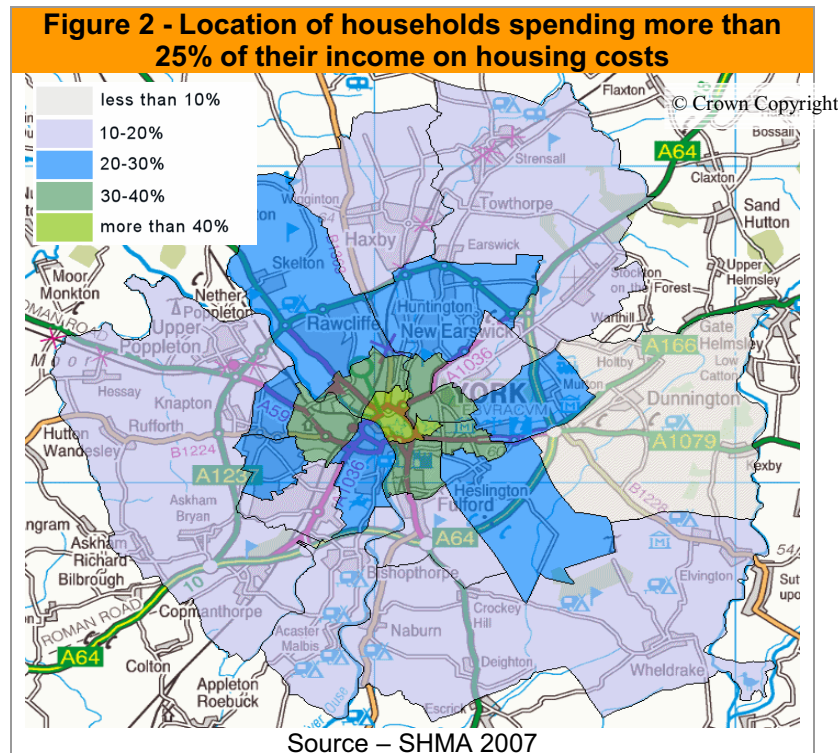 Figure 2 - Location of households spending more than
25% of their income on housing costs
less than 10%
10-20%
20-30%
30-40%
more than 40%
© Crown Copyright
Flaxton
Bossall
A64
Claxton
Strensall
Sand
Hutton
Wigginton
Towthorpe
Haxby
Earswick
Skelton
Upper
Helmsley
Stockton
on the Forest
Moor
Monkton
Nether
Poppleton
Huntington
Warthill
ROMAN ROAD
Upper
Poppleton
Rawcliffe
New Earswick
Gate
Helmsley
A166
Holtby
Low
Catton
Hessay
A1036
Murton
Dunnington
Knapton
A59
YORK
Rufforth
Hutton
Wandesley
B1224
A1079
Kexby
A1237
A1036
Heslington
B1228
Askham
Bryan
Fulford
A64
Askham
Richard
Bilbrough
10
Bishopthorpe
Elvington
Copmanthorpe
Crockey
Hill
ROMAN ROAD
Acaster
Malbis
Naburn
A64
Colton
Deighton
Wheldrake
Appleton
Roebuck
Escrick
Source – SHMA 2007